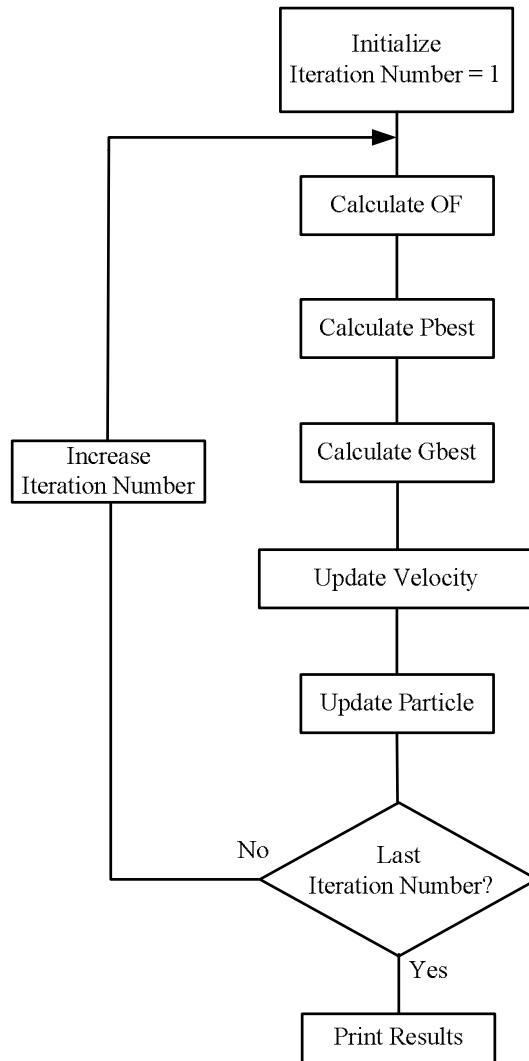 Initialize
Iteration Number = 1
Calculate OF
Calculate Pbest
Increase
Iteration Number
Calculate Gbest
Update Velocity
Update Particle
No
Last
Iteration Number?
Yes
Print Results